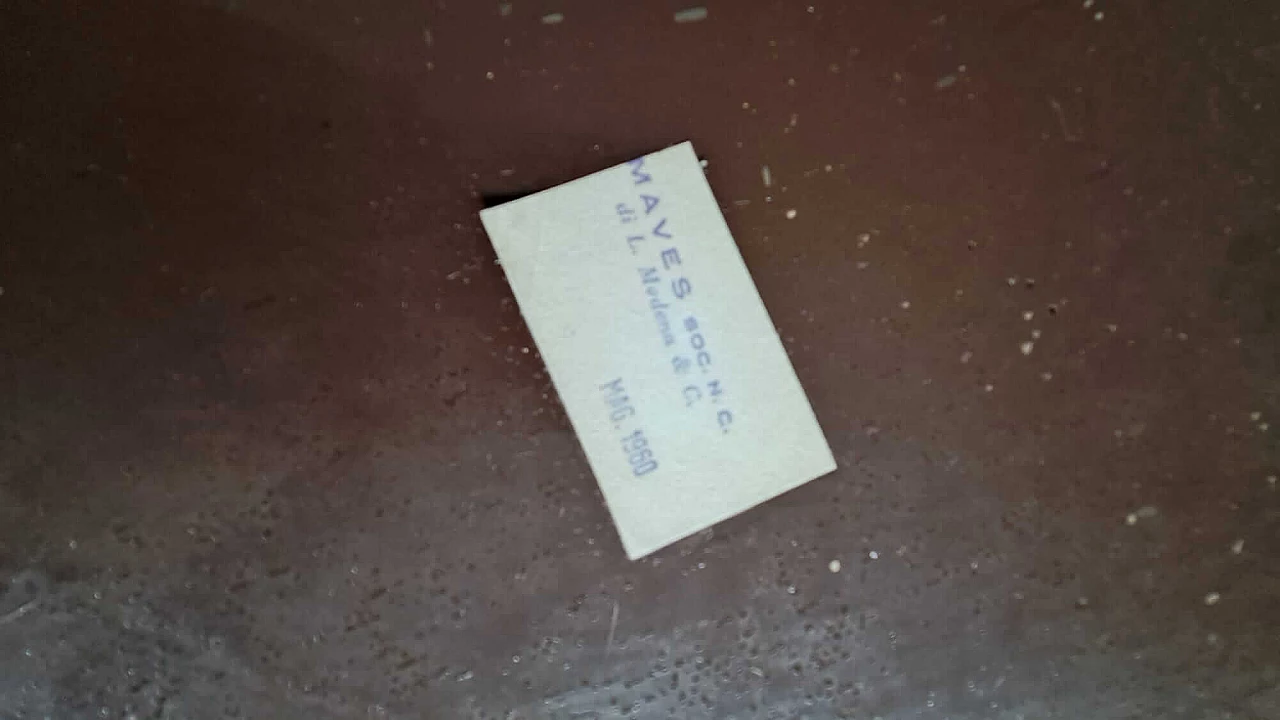 MAVES SOC. N. C.
di L. Modena & C.
MAG. 1960